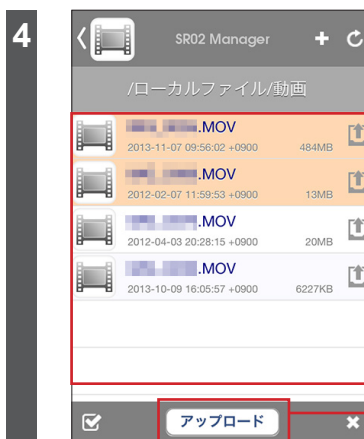 4
SR02 Manager
/ローカルファイル/動画
.MOV
2013-11-07 09:56:02 +0900 484MB
.MOV
2012-02-07 11:59:53 +0900 13MB
.MOV
2012-04-03 20:28:15 +0900 20MB
.MOV
2013-10-09 16:05:57 +0900 6227KB
アップロード